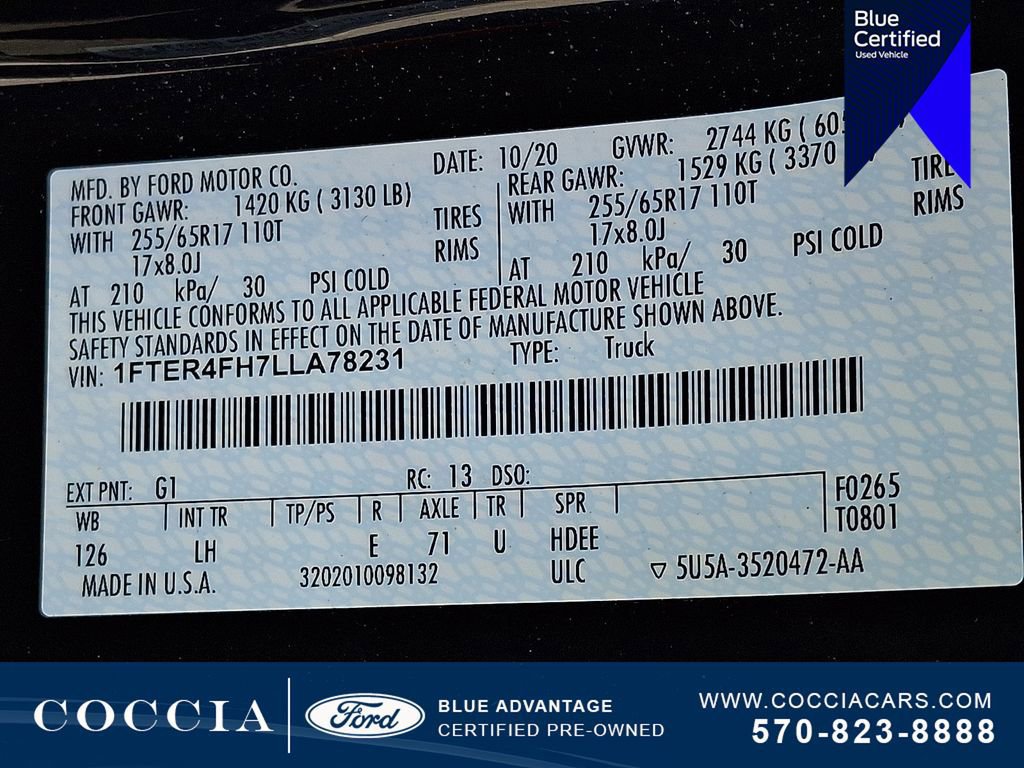 Blue
Certified
Used Vehicle
MFD. BY FORD MOTOR CO. DATE: 10/20 GVWR: 2744 KG (
FRONT GAWR: 1420 KG ( 3130 LB) REAR GAWR: 1529 KG ( 3370
WITH 255/65R17 110T TIRES WITH 255/65R17 110T
17x8.0J RIMS 17x8.0J RIMS
AT 210 kPa/ 30 PSI COLD AT 210 kPa/ 30 PSI COLD
THIS VEHICLE CONFORMS TO ALL APPLICABLE FEDERAL MOTOR VEHICLE
SAFETY STANDARDS IN EFFECT ON THE DATE OF MANUFACTURE SHOWN ABOVE.
VIN: 1FTER4FH7LLA78231 TYPE: Truck
EXT PNT: G1 RC: 13 DSO:
WB INT TR TP/PS R AXLE TR SPR F0265
126 LH E 71 U HDEE T0801
MADE IN U.S.A. 3202010098132 ULC ▽ 5U5A-3520472-AA
COCCIA Ford BLUE ADVANTAGE
CERTIFIED PRE-OWNED
WWW.COCCIACARS.COM
570-823-8888